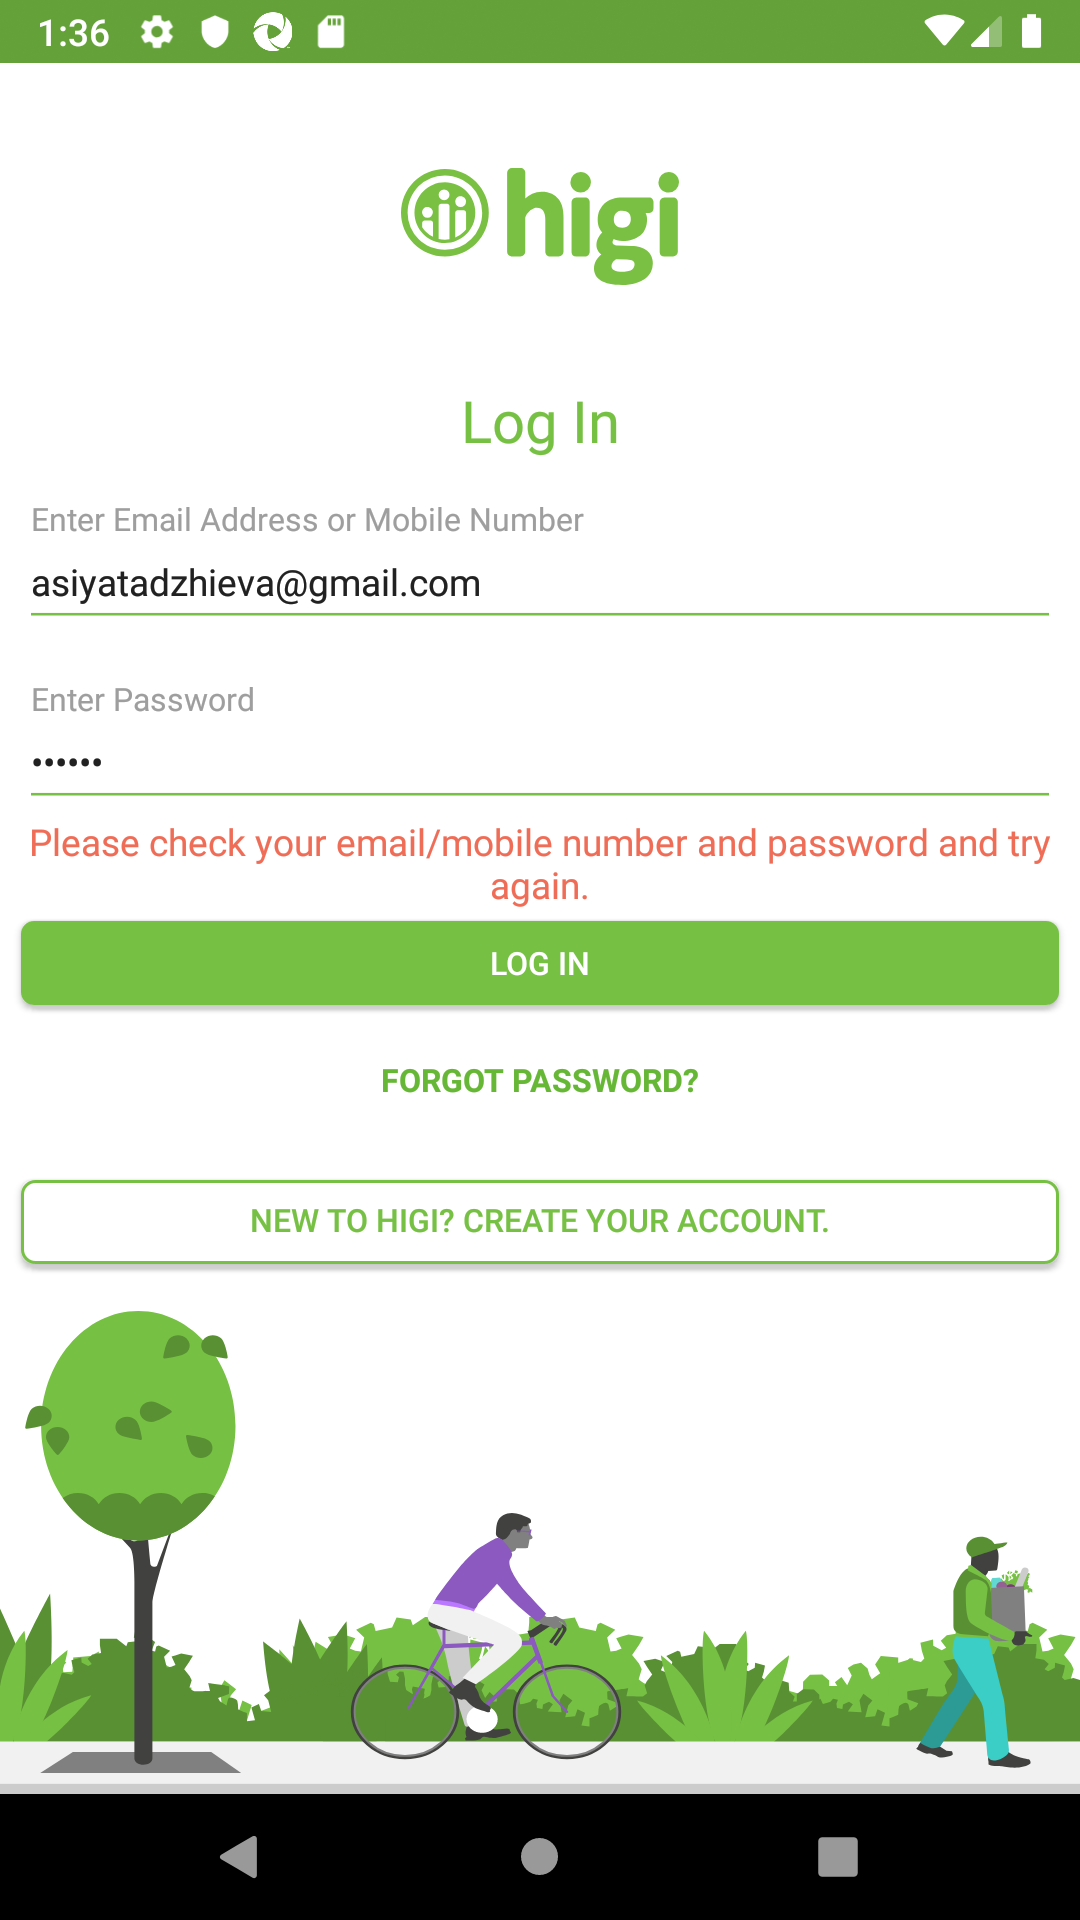 1:36
higi
Log In
Enter Email Address or Mobile Number
asiyatadzhieva@gmail.com
Enter Password
••••••
Please check your email/mobile number and password and try
again.
LOG IN
FORGOT PASSWORD?
NEW TO HIGI? CREATE YOUR ACCOUNT.